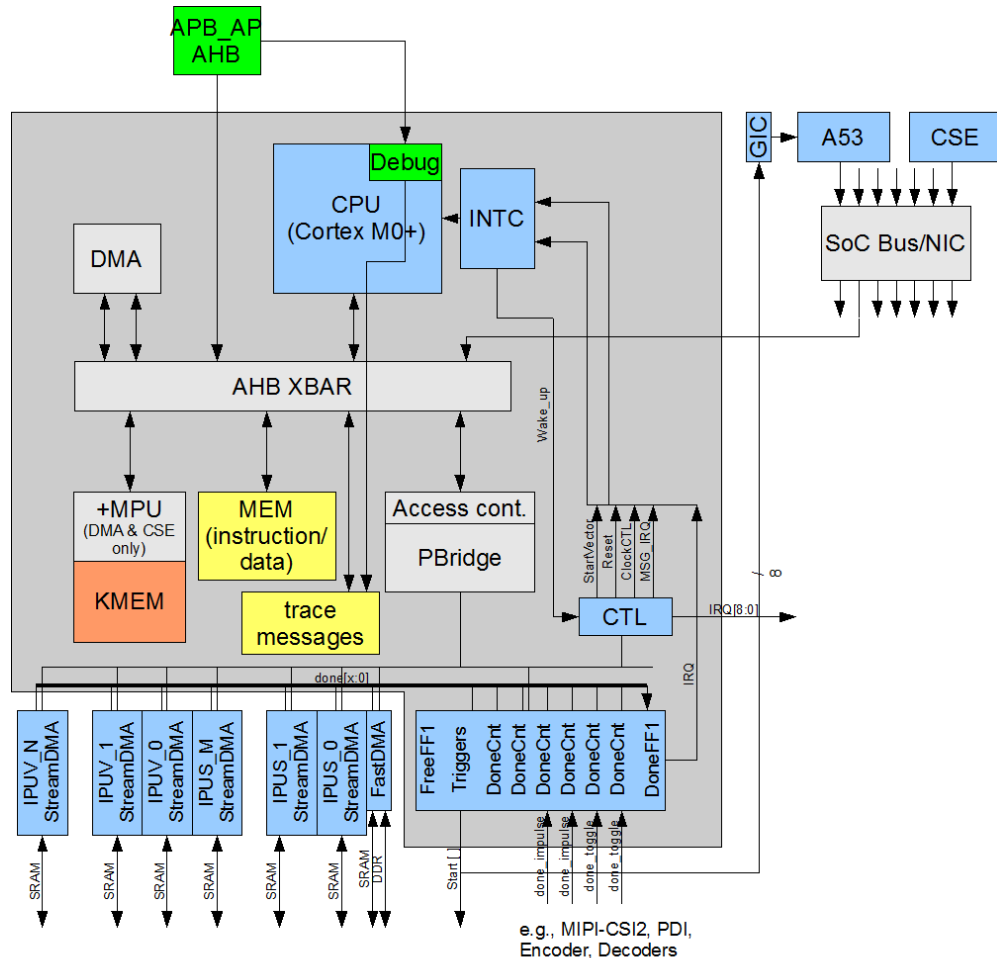 APB_AP
AHB
Debug
CPU
(Cortex M0+)
INTC
GIC
A53
CSE
SoC Bus/NIC
DMA
AHB XBAR
Wake_up
+MPU
(DMA & CSE
only)
KMEM
MEM
(instruction/
data)
trace
messages
Access cont.
PBridge
StartVector
Reset
ClockCTL
MSG_IRQ
8
CTL
IRQ[8:0]
IRQ
done[x:0]
IPUV_N
StreamDMA
IPUV_1
StreamDMA
IPUV_0
StreamDMA
IPUS_M
StreamDMA
IPUS_1
StreamDMA
IPUS_0
StreamDMA
FastDMA
FreeFF1
Triggers
DoneCnt
DoneCnt
DoneCnt
DoneCnt
DoneCnt
DoneCnt
DoneFF1
SRAM
SRAM
SRAM
SRAM
SRAM
SRAM
DDR
Start [ ]
done_impulse
done_impulse
done_toggle
done_toggle
e.g., MIPI-CSI2, PDI,
Encoder, Decoders